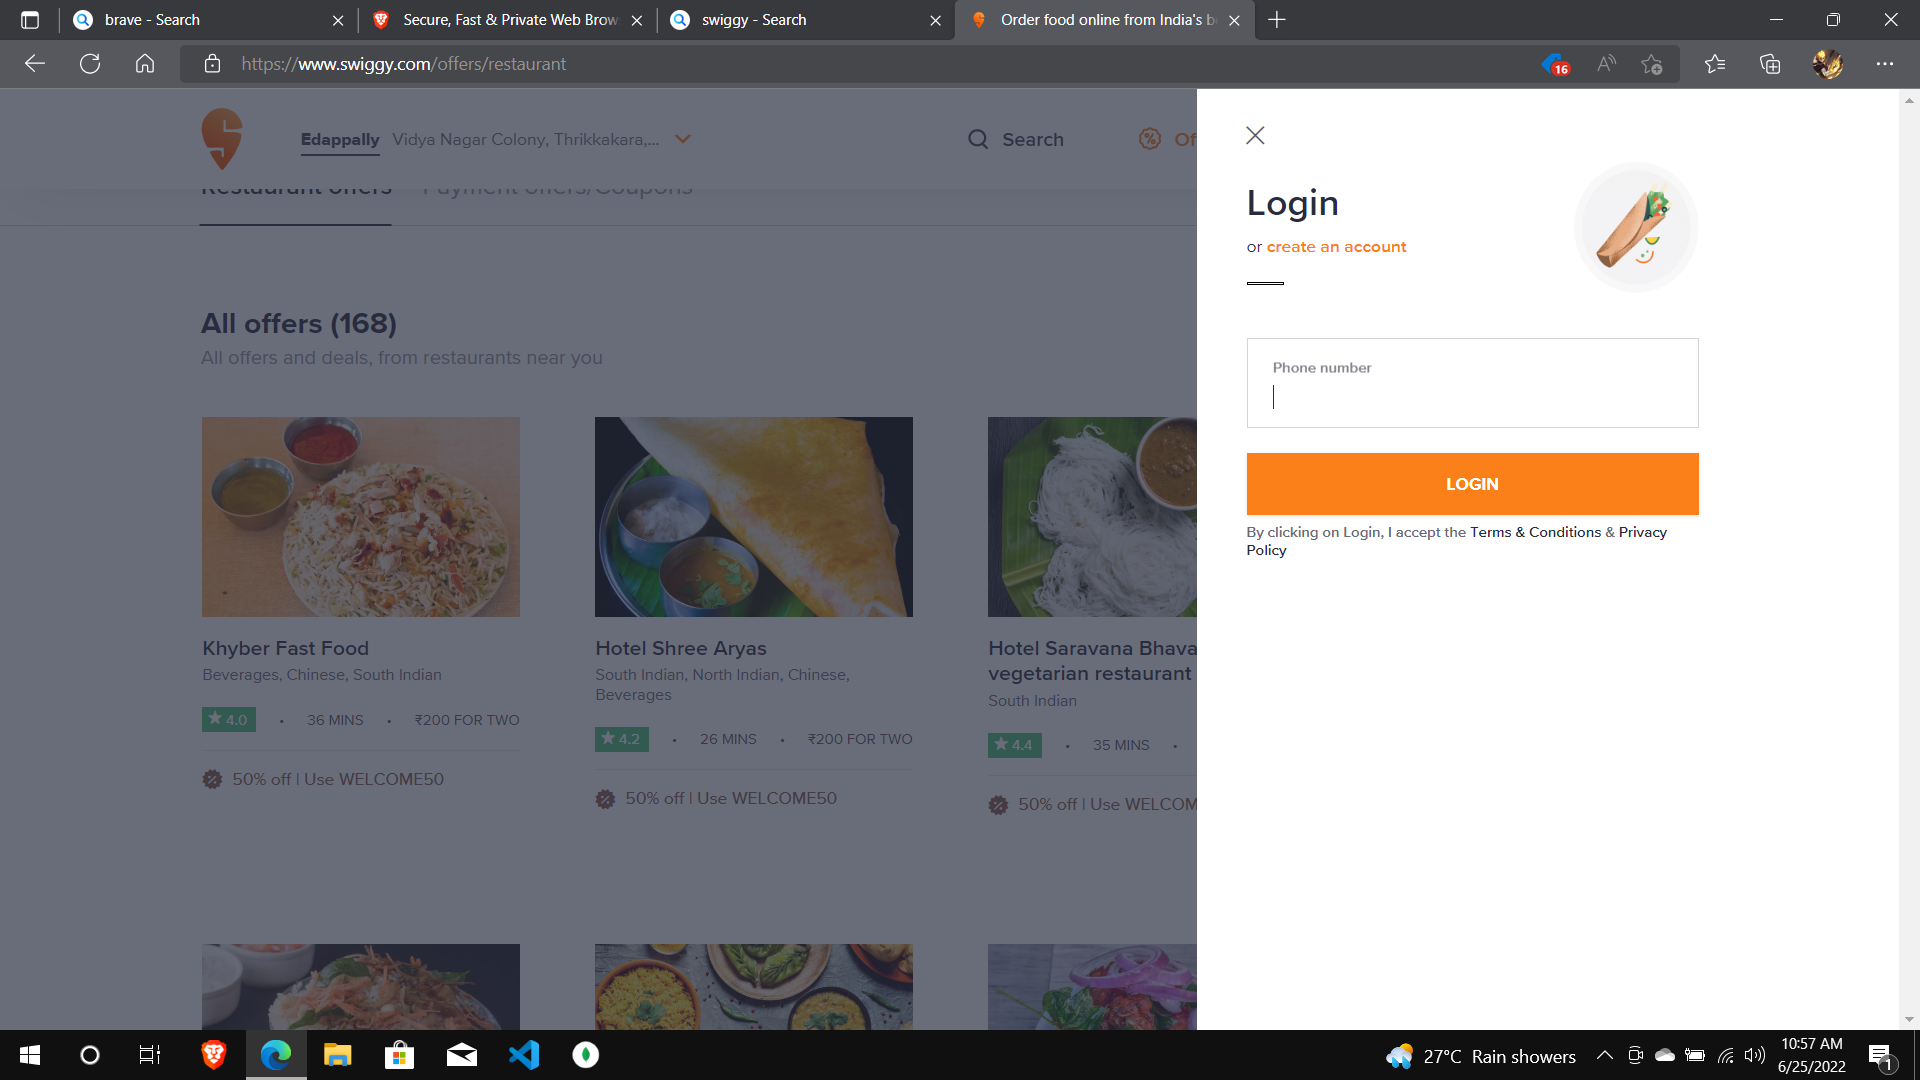 brave - Search
Secure, Fast & Private Web Brow
swiggy - Search
Order food online from India's b
https://www.swiggy.com/offers/restaurant
16
Edappally Vidya Nagar Colony, Thrikkakara,...
Search
Of
Restaurant offers
Payment offers/Coupons
All offers (168)
All offers and deals, from restaurants near you
Khyber Fast Food
Beverages, Chinese, South Indian
★ 4.0 • 36 MINS • ₹200 FOR TWO
50% off | Use WELCOME50
Hotel Shree Aryas
South Indian, North Indian, Chinese,
Beverages
★ 4.2 • 26 MINS • ₹200 FOR TWO
50% off | Use WELCOME50
Hotel Saravana Bhava
vegetarian restaurant
South Indian
★ 4.4 • 35 MINS •
50% off | Use WELCOM
Login
or create an account
Phone number
LOGIN
By clicking on Login, I accept the Terms & Conditions & Privacy
Policy
27°C Rain showers
10:57 AM
6/25/2022
1